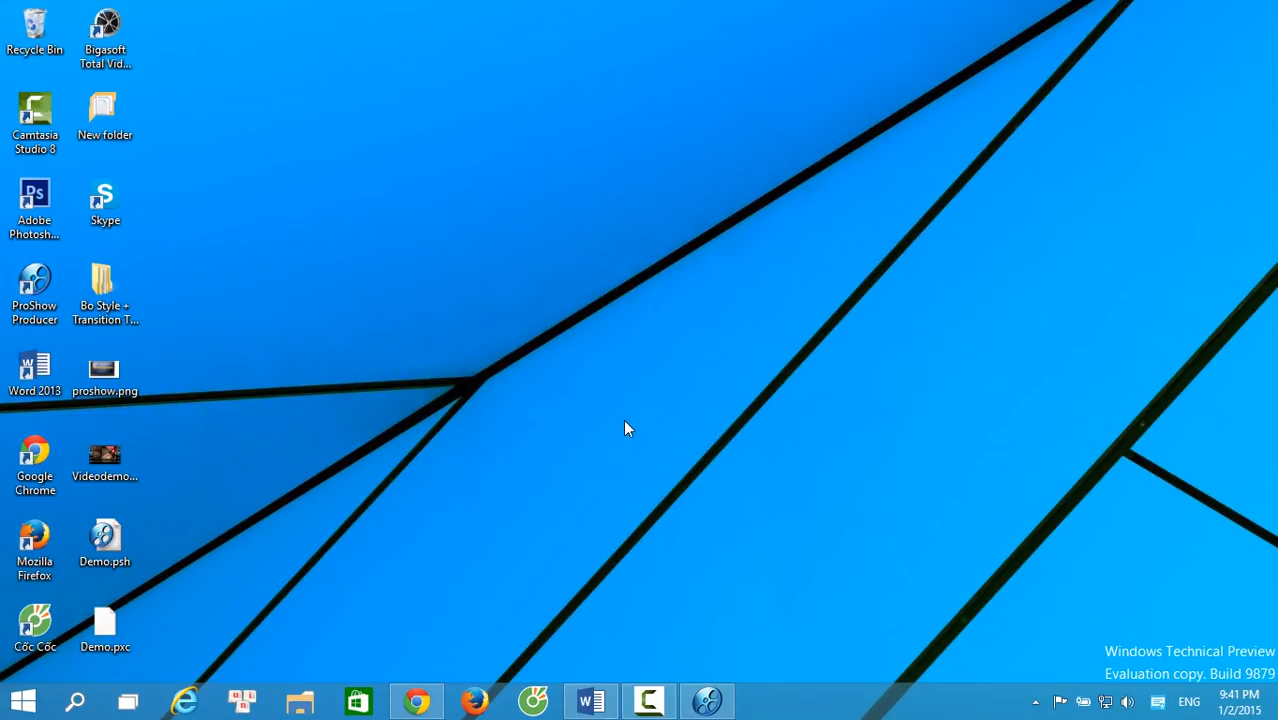 Recycle Bin
Bigasoft
Total Vid...
Camtasia
Studio 8
New folder
Ps
Adobe
Photosh...
S
Skype
ProShow
Producer
Bo Style +
Transition T...
W
Word 2013
proshow.png
Google
Chrome
Videodemo...
Mozilla
Firefox
Demo.psh
Cốc Cốc
Demo.pxc
Windows Technical Preview
Evaluation copy. Build 9879
u i
n
W
ENG
9:41 PM
1/2/2015